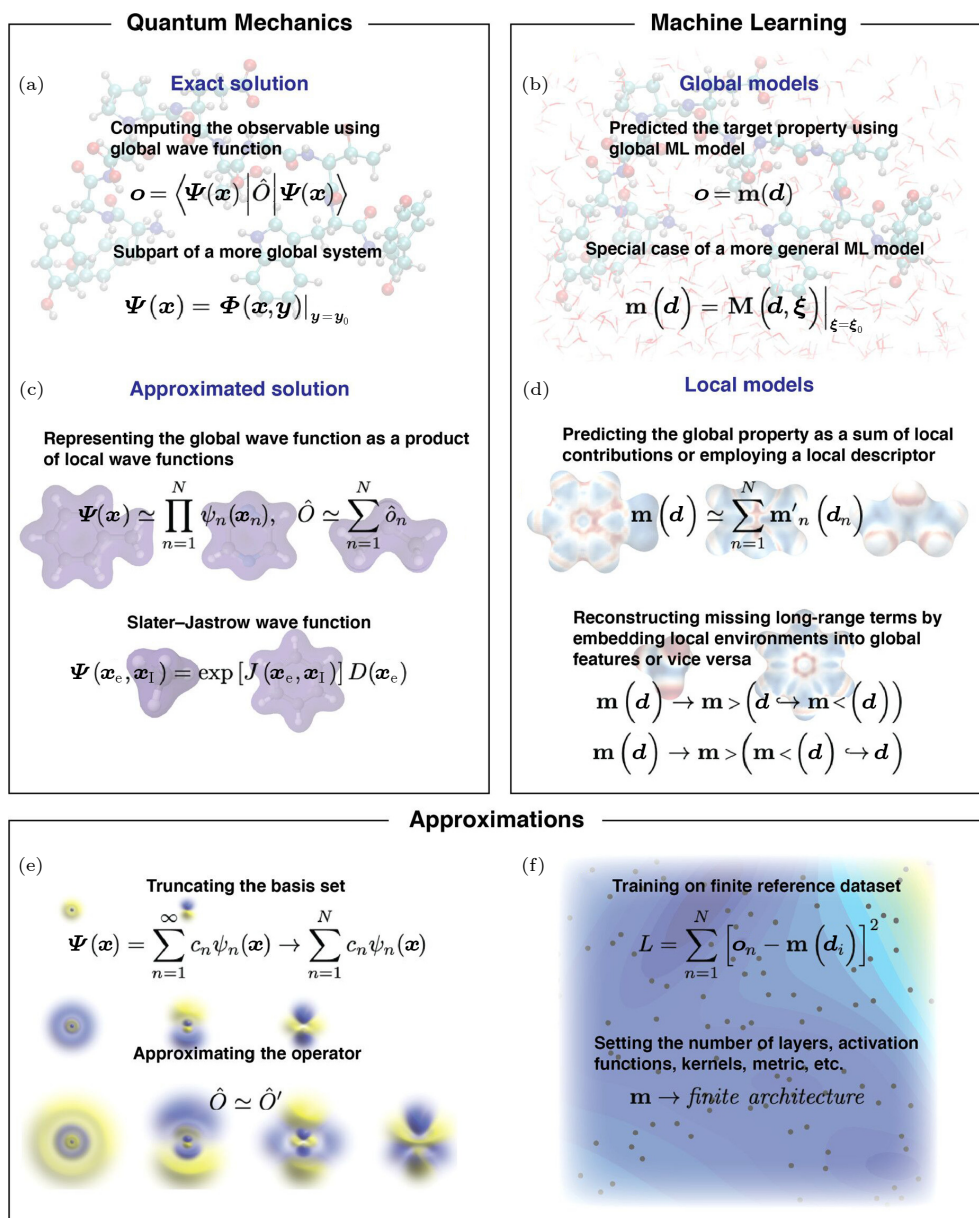 Quantum Mechanics
(a)
Exact solution
Computing the observable using
global wave function
o = ⟨Ψ(x) | Ô | Ψ(x)⟩
Subpart of a more global system
Ψ(x) = Φ(x,y)|y=y₀
(c)
Approximated solution
Representing the global wave function as a product
of local wave functions
Ψ(x) ≃ ∏_{n=1}^{N} ψₙ(xₙ), Ô ≃ ∑_{n=1}^{N} ôₙ
Slater–Jastrow wave function
Ψ(xₑ, x_I) = exp [J(xₑ, x_I)] D(xₑ)
Machine Learning
(b)
Global models
Predicted the target property using
global ML model
o = m(d)
Special case of a more general ML model
m(d) = M(d, ξ)|ξ=ξ₀
(d)
Local models
Predicting the global property as a sum of local
contributions or employing a local descriptor
m(d) ≃ ∑_{n=1}^{N} m′ₙ(dₙ)
Reconstructing missing long-range terms by
embedding local environments into global
features or vice versa
m(d) → m>(d ↪ m<(d))
m(d) → m>(m<(d) ↪ d)
Approximations
(e)
Truncating the basis set
Ψ(x) = ∑_{n=1}^{∞} cₙψₙ(x) → ∑_{n=1}^{N} cₙψₙ(x)
Approximating the operator
Ô ≃ Ô′
(f)
Training on finite reference dataset
L = ∑_{n=1}^{N} [oₙ − m(dᵢ)]²
Setting the number of layers, activation
functions, kernels, metric, etc.
m → finite architecture